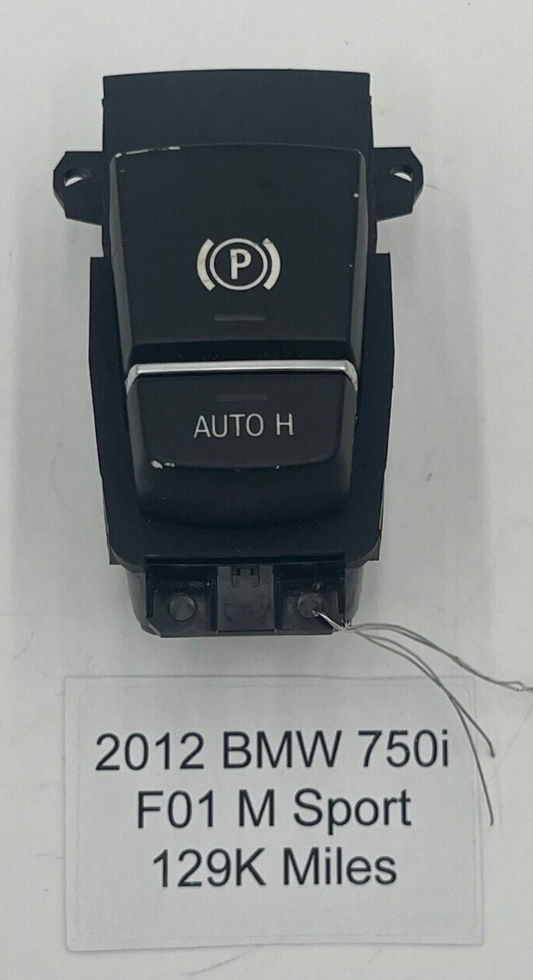 P
AUTO H
2012 BMW 750i
F01 M Sport
129K Miles